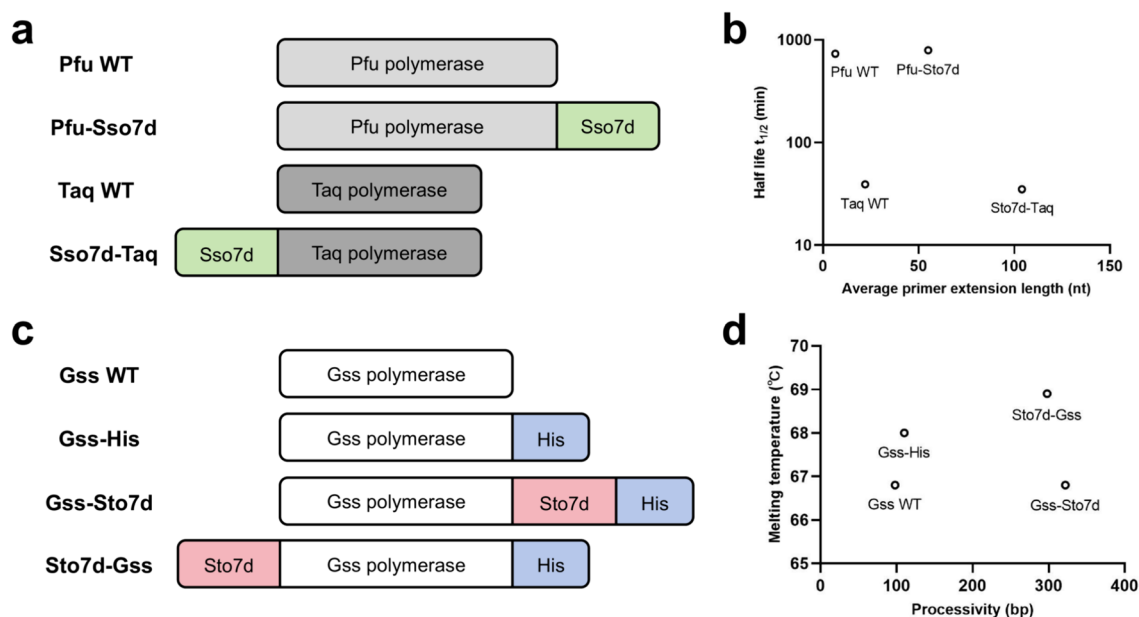 a
Pfu WT
Pfu polymerase
Pfu-Sso7d
Pfu polymerase
Sso7d
Taq WT
Taq polymerase
Sso7d-Taq
Sso7d
Taq polymerase
b
1000
100
10
Half life t1/2 (min)
Pfu WT
Pfu-Sto7d
Taq WT
Sto7d-Taq
0
50
100
150
Average primer extension length (nt)
c
Gss WT
Gss polymerase
Gss-His
Gss polymerase
His
Gss-Sto7d
Gss polymerase
Sto7d
His
Sto7d-Gss
Sto7d
Gss polymerase
His
d
70
69
68
67
66
65
Melting temperature (°C)
Sto7d-Gss
Gss-His
Gss WT
Gss-Sto7d
0
100
200
300
400
Processivity (bp)